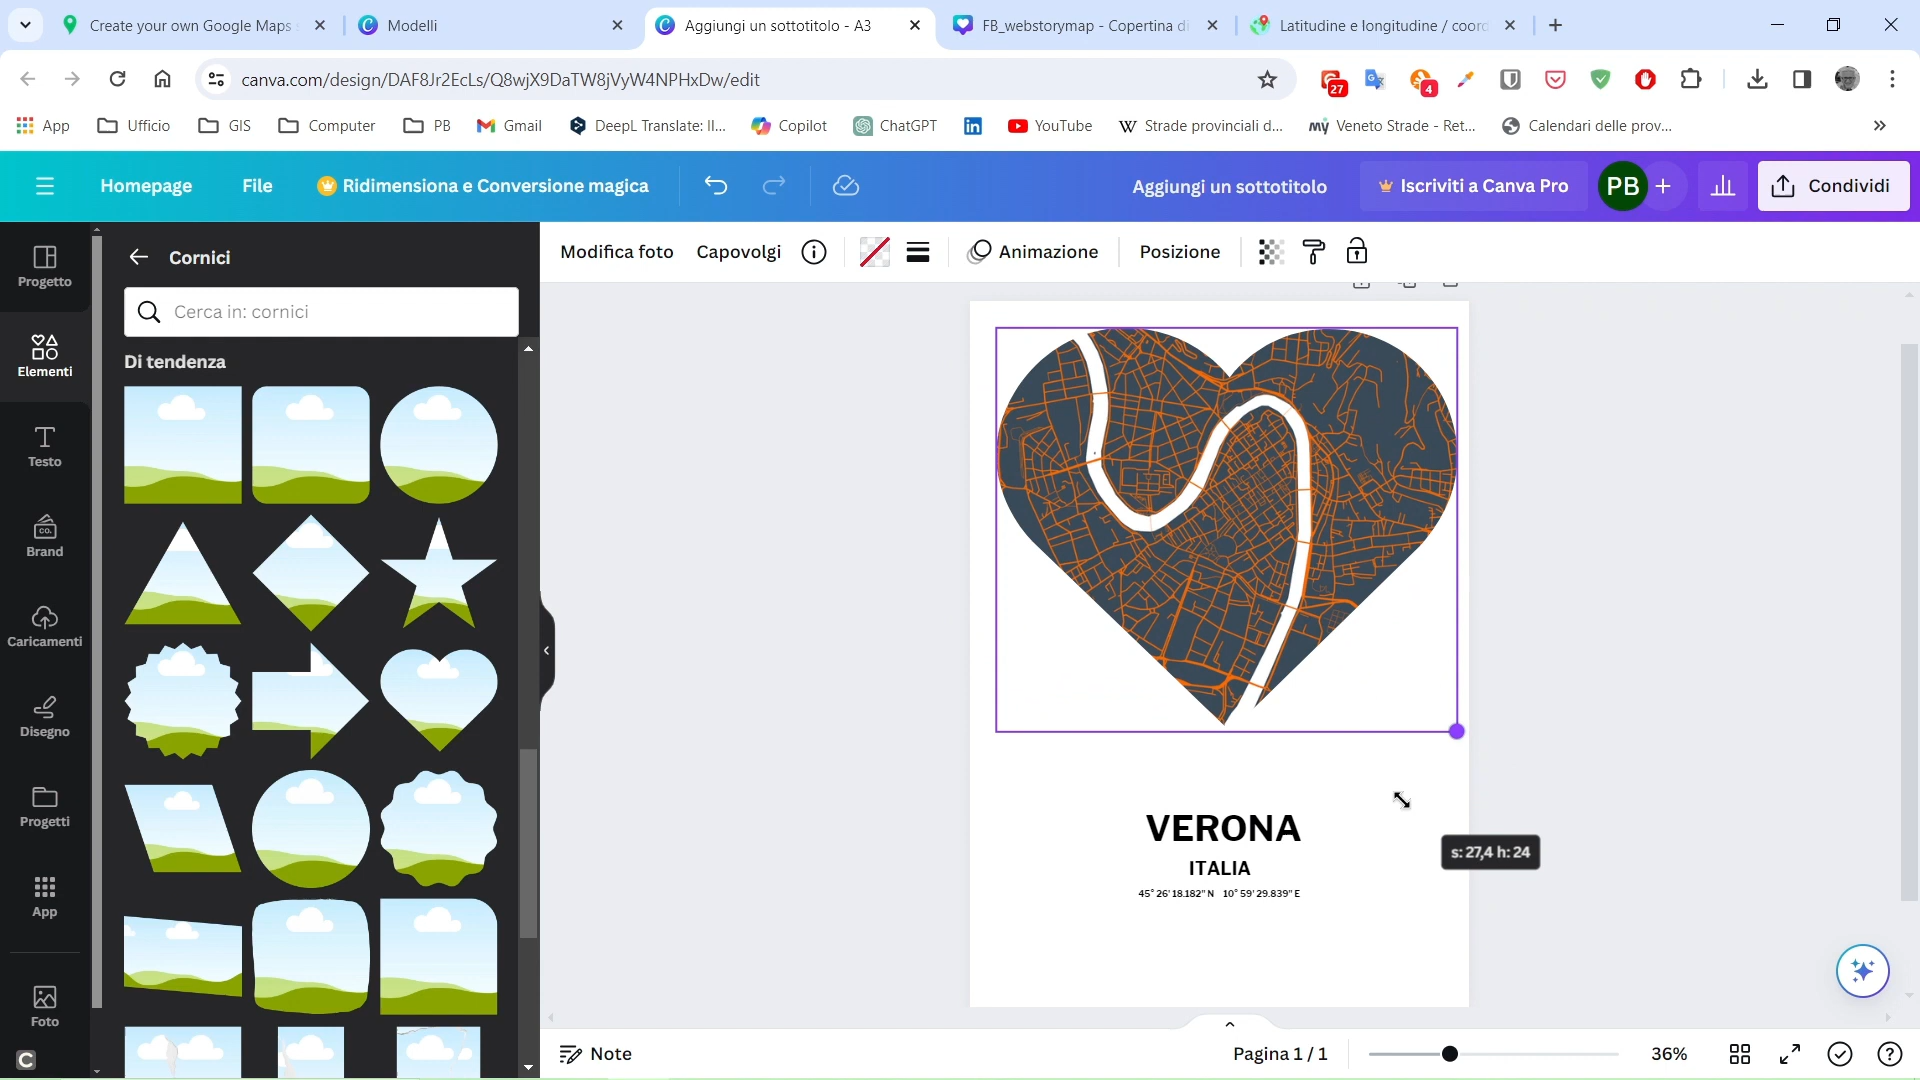 Create your own Google Maps
Modelli
Aggiungi un sottotitolo - A3
FB_webstorymap - Copertina di
Latitudine e longitudine / coord
canva.com/design/DAF8Jr2EcLs/Q8wjX9DaTW8jVyW4NPHxDw/edit
27
4
App
Ufficio
GIS
Computer
PB
Gmail
DeepL Translate: Il...
Copilot
ChatGPT
YouTube
Strade provinciali d...
Veneto Strade - Ret...
Calendari delle prov...
Homepage
File
Ridimensiona e Conversione magica
Aggiungi un sottotitolo
Iscriviti a Canva Pro
PB
Condividi
Progetto
Elementi
Testo
Brand
Caricamenti
Disegno
Progetti
App
Foto
Cornici
Cerca in: cornici
Di tendenza
Modifica foto
Capovolgi
Animazione
Posizione
VERONA
ITALIA
45° 26' 18.182" N 10° 59' 29.839" E
s: 27,4 h: 24
Note
Pagina 1 / 1
36%